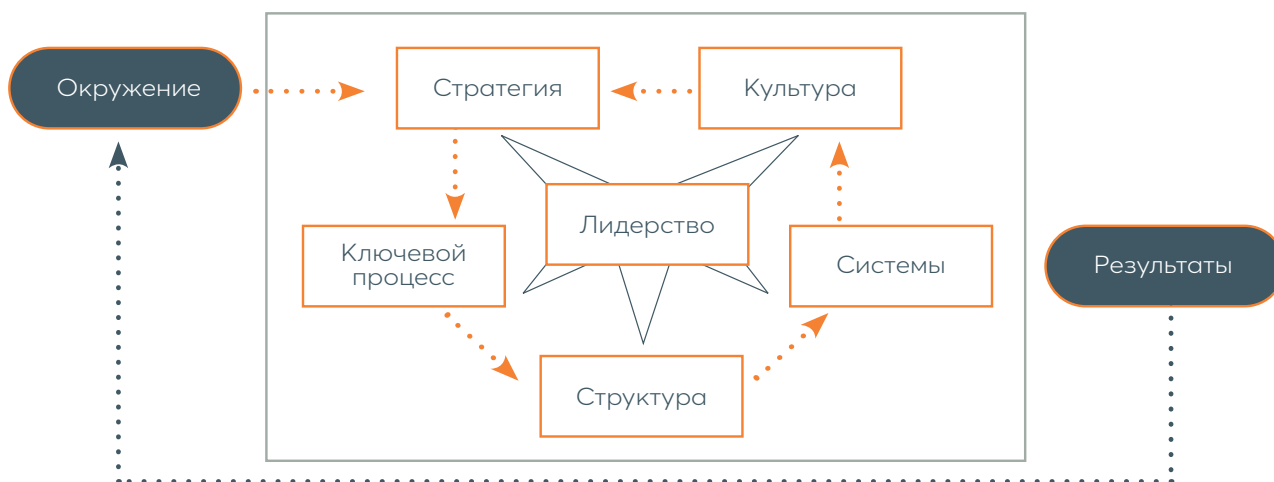 Окружение
Стратегия
Культура
Лидерство
Ключевой
процесс
Системы
Результаты
Структура